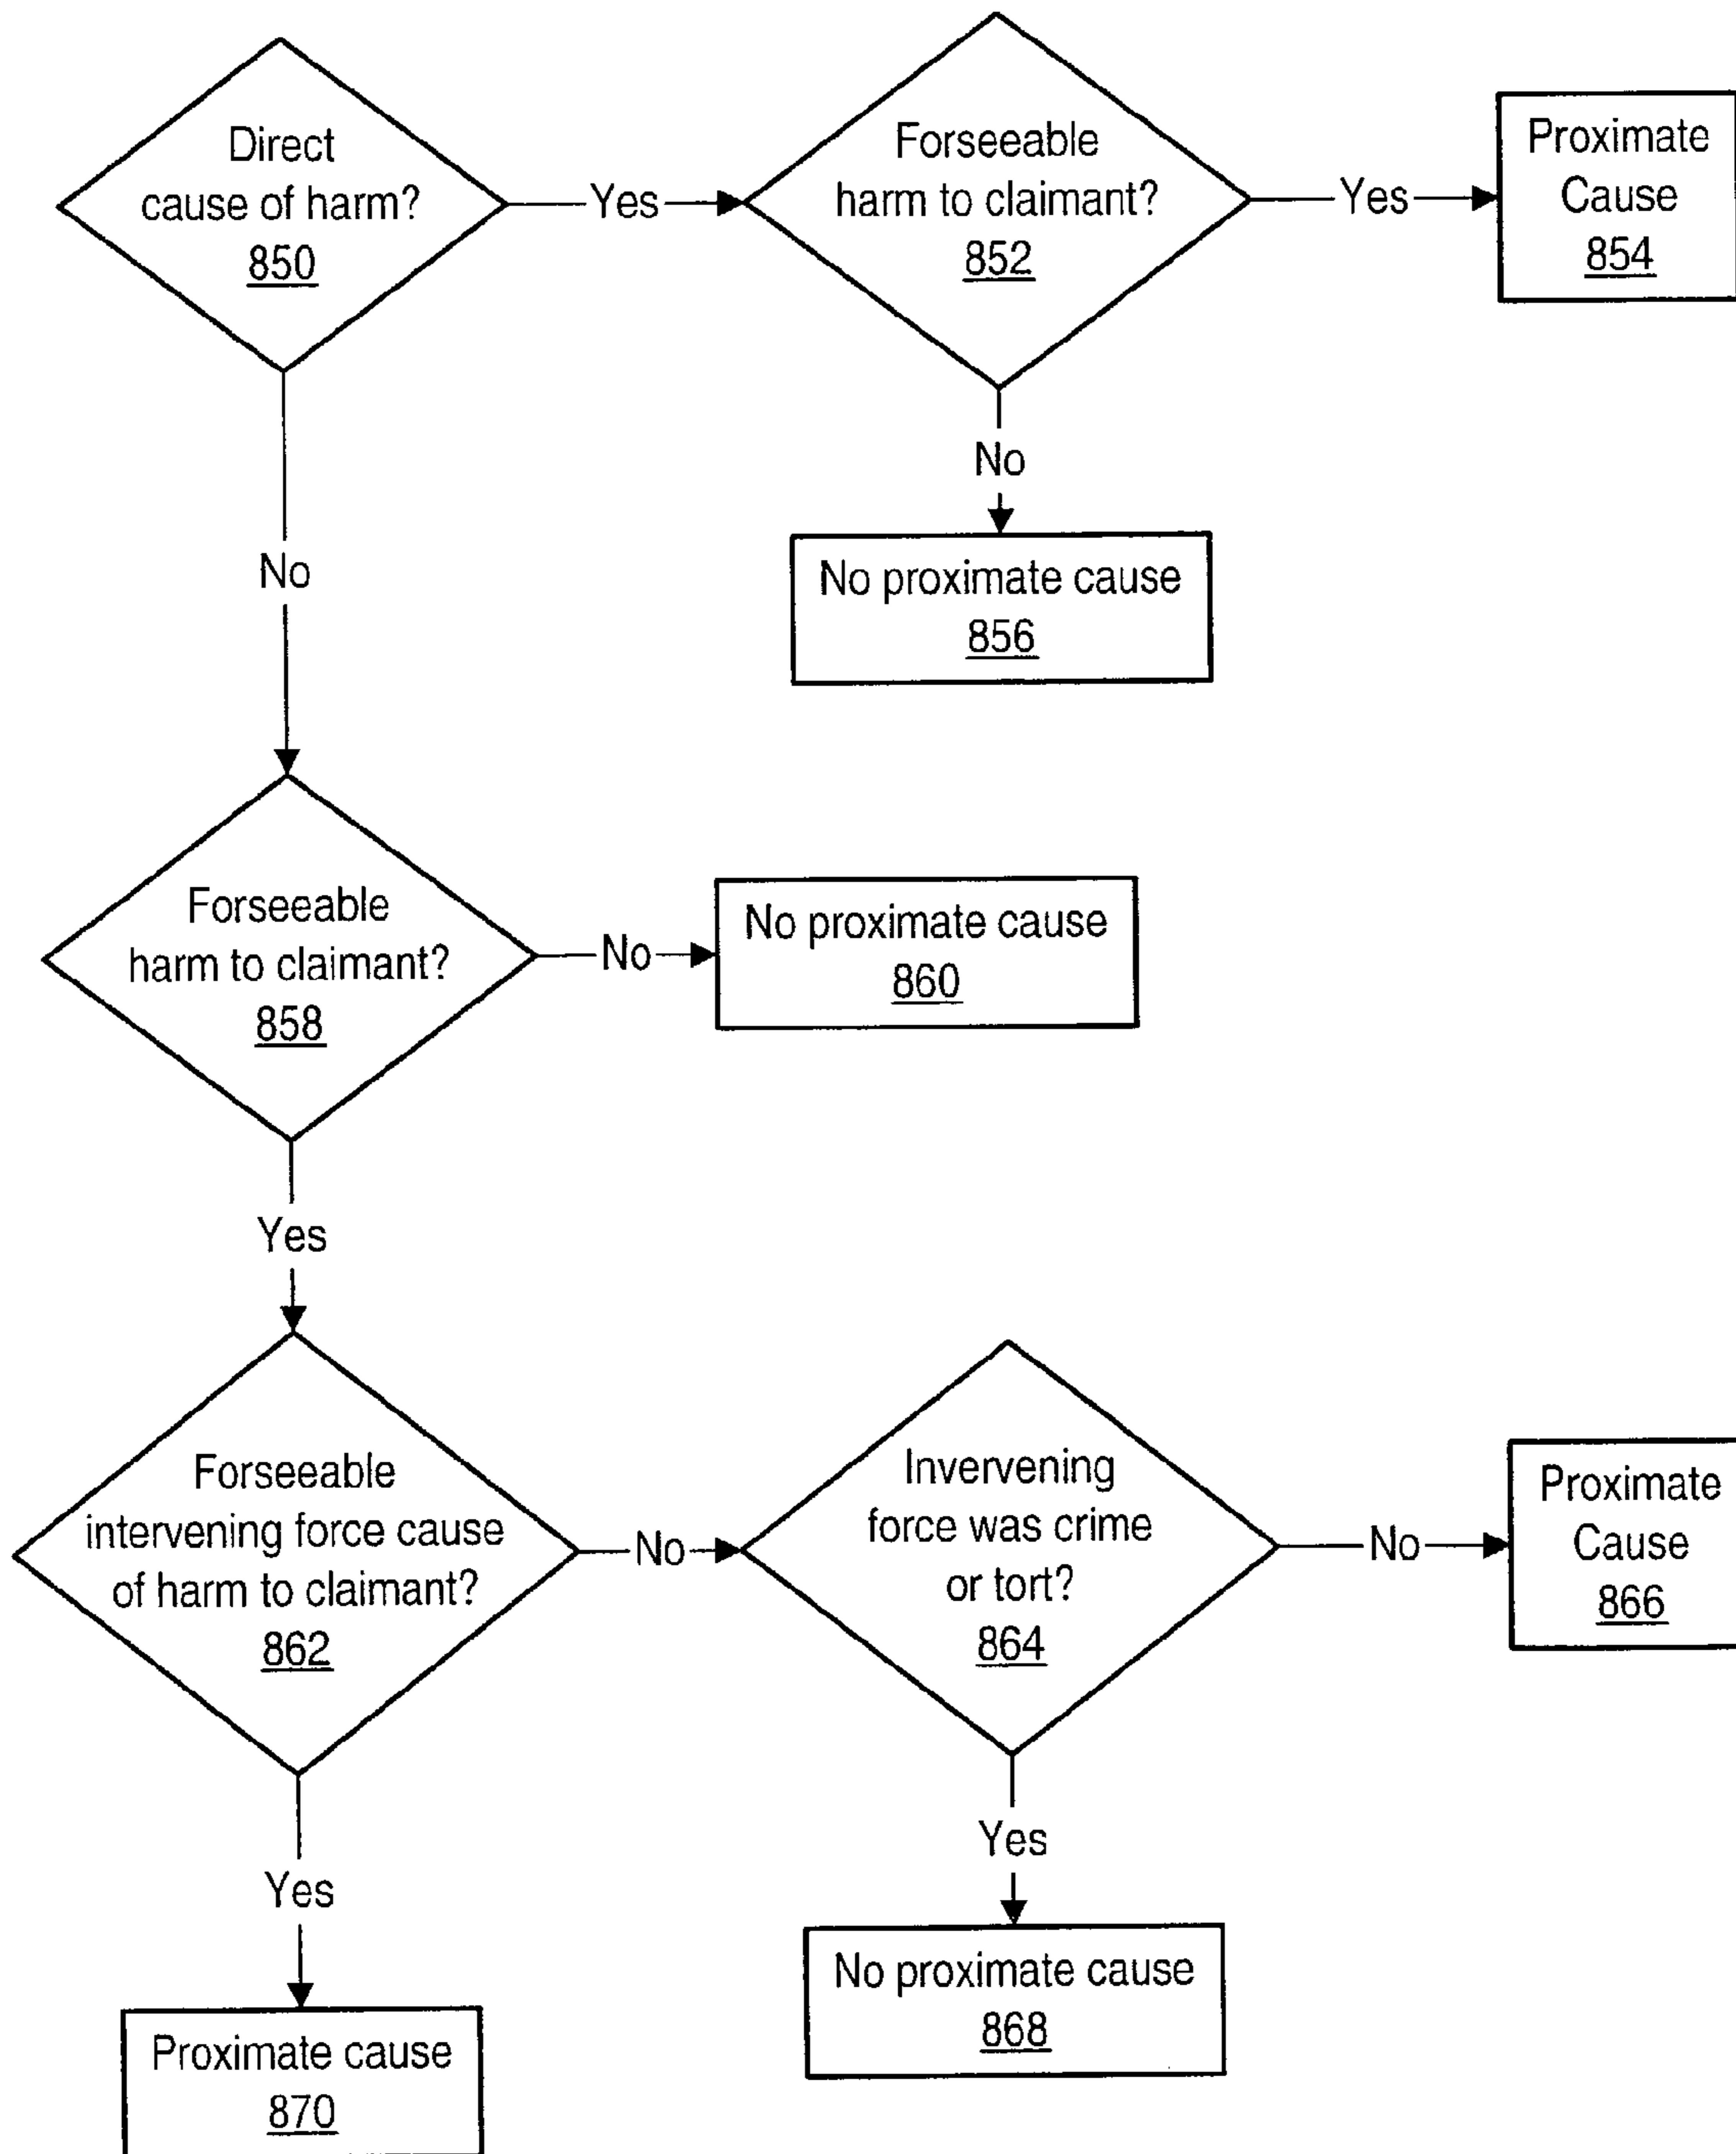 Direct
cause of harm?
850
Yes
Forseeable
harm to claimant?
852
Yes
Proximate
Cause
854
No
No proximate cause
856
No
Forseeable
harm to claimant?
858
No
No proximate cause
860
Yes
Forseeable
intervening force cause
of harm to claimant?
862
No
Invervening
force was crime
or tort?
864
No
Proximate
Cause
866
Yes
No proximate cause
868
Yes
Proximate cause
870